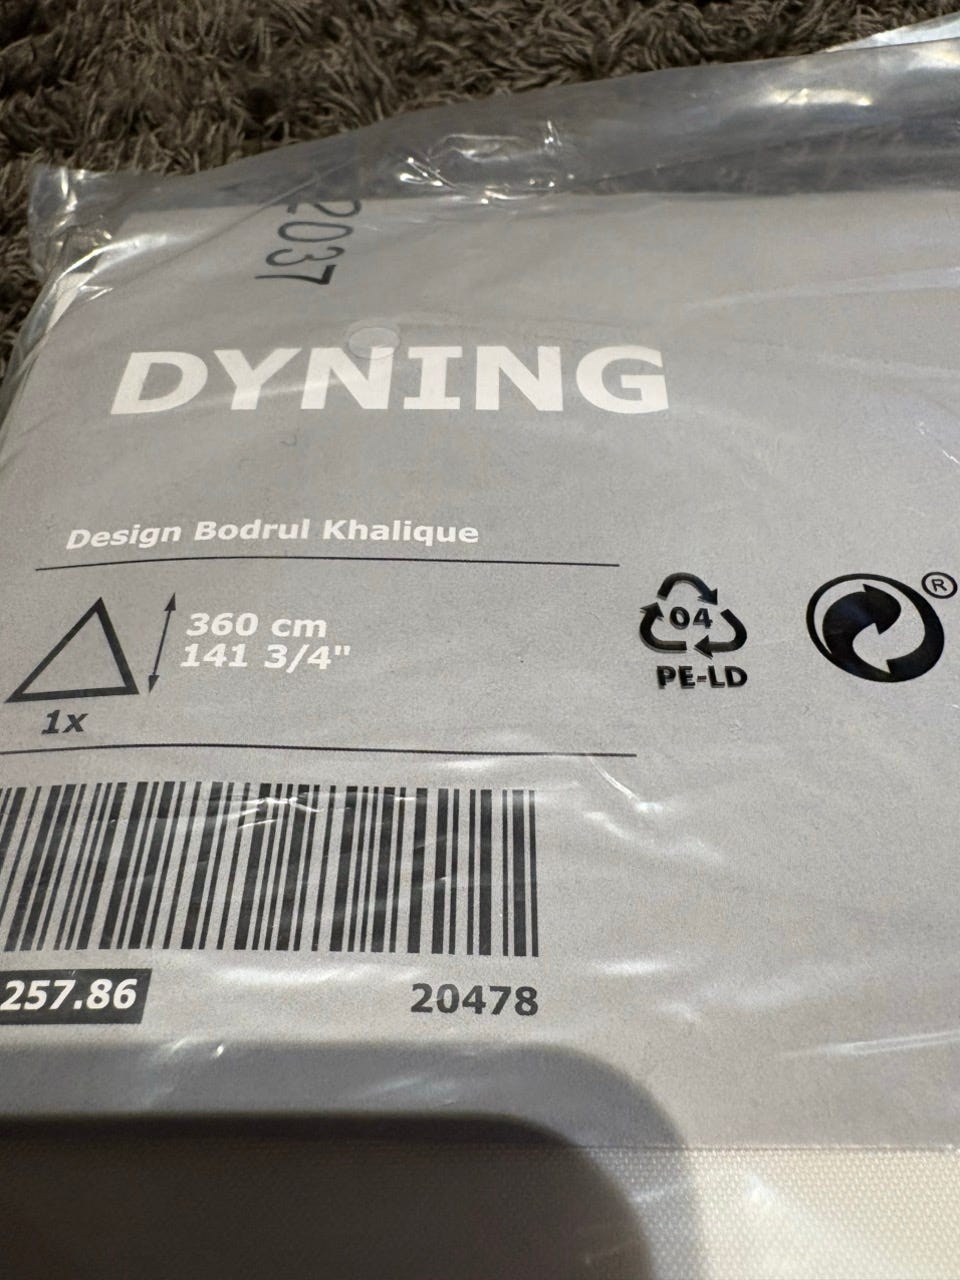 2037
DYNING
Design Bodrul Khalique
360 cm
141 3/4"
1x
04
PE-LD
®
257.86
20478